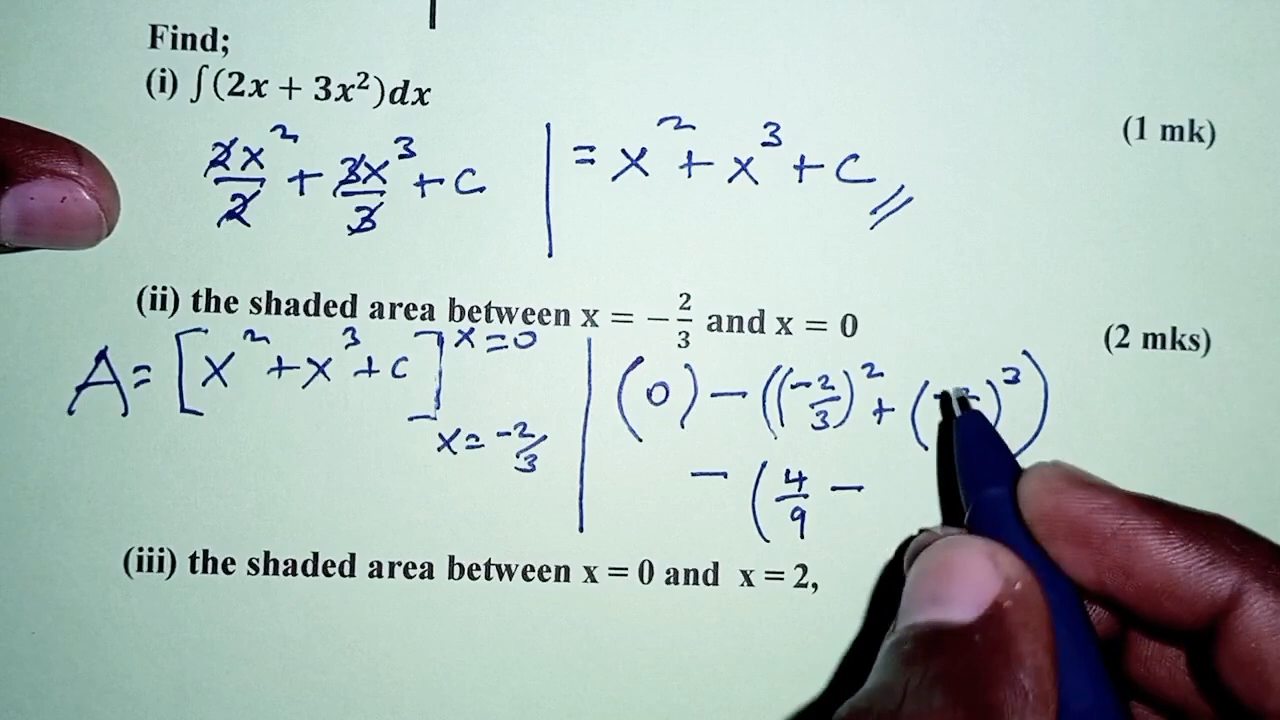 Find;
(i) ∫(2x + 3x²)dx
(1 mk)
2x²/2 + 3x³/3 + c | = x² + x³ + c //
(ii) the shaded area between x = −2/3 and x = 0
(2 mks)
A = [x² + x³ + c] x=0 x=-2/3 | (0) − ((-2/3)² + ( )³)
− (4/9 −
(iii) the shaded area between x = 0 and x = 2,